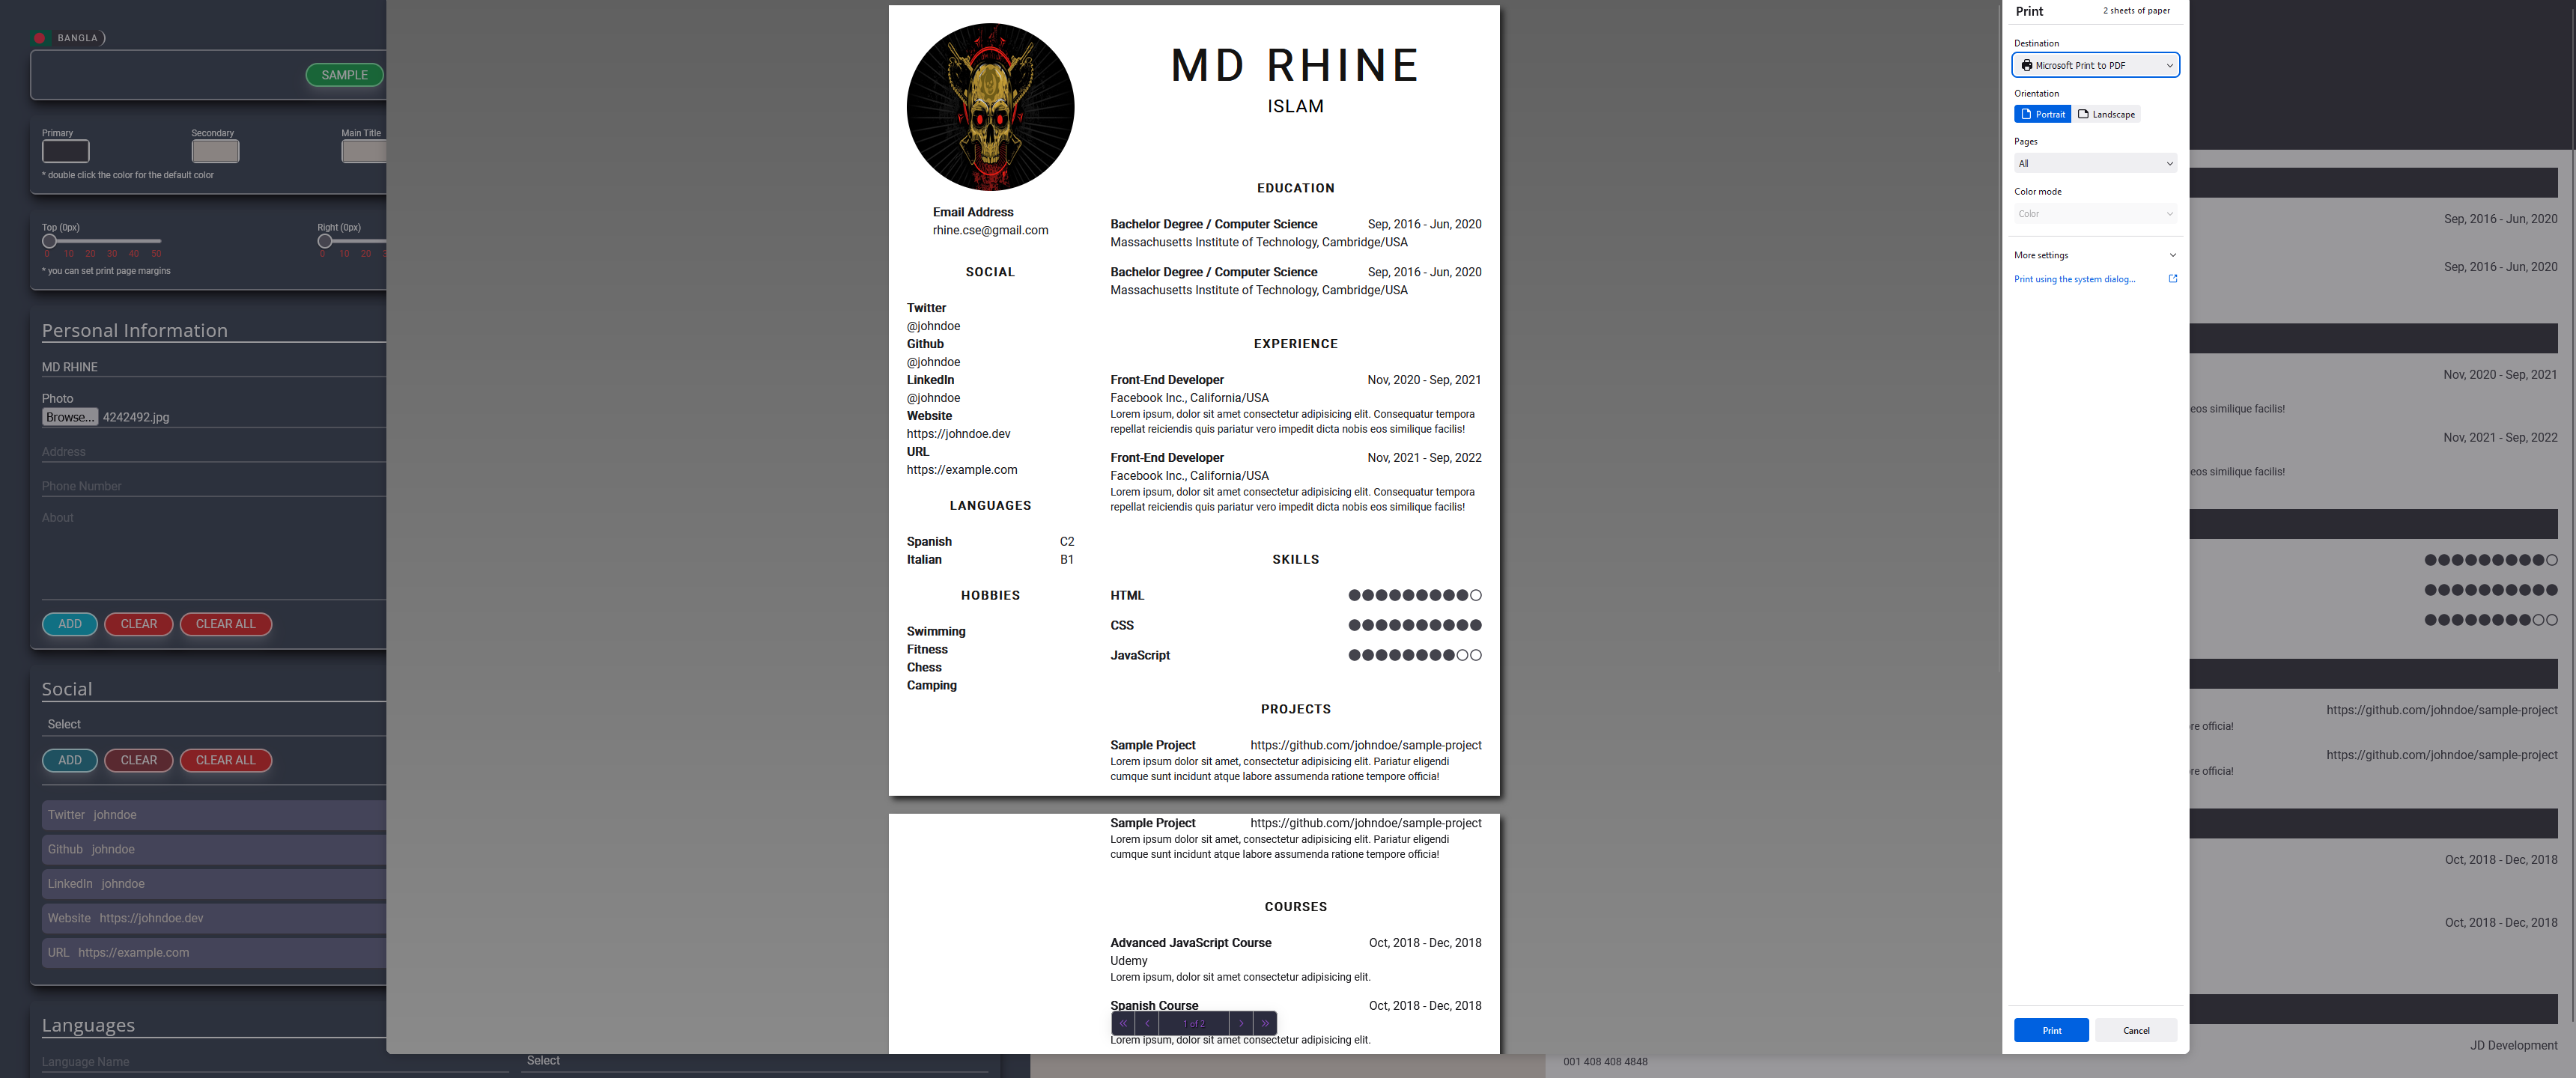 BANGLA
SAMPLE
Primary
Secondary
Main Title
* double click the color for the default color
Top (0px)
Right (0px)
0 10 20 30 40 50
0 10 20
* you can set print page margins
Personal Information
MD RHINE
Photo
Browse... 4242492.jpg
Address
Phone Number
About
ADD CLEAR CLEAR ALL
Social
Select
ADD CLEAR CLEAR ALL
Twitter johndoe
Github johndoe
LinkedIn johndoe
Website https://johndoe.dev
URL https://example.com
Languages
Language Name
Select
MD RHINE
ISLAM
Email Address
rhine.cse@gmail.com
SOCIAL
Twitter
@johndoe
Github
@johndoe
LinkedIn
@johndoe
Website
https://johndoe.dev
URL
https://example.com
LANGUAGES
Spanish C2
Italian B1
HOBBIES
Swimming
Fitness
Chess
Camping
EDUCATION
Bachelor Degree / Computer Science Sep, 2016 - Jun, 2020
Massachusetts Institute of Technology, Cambridge/USA
Bachelor Degree / Computer Science Sep, 2016 - Jun, 2020
Massachusetts Institute of Technology, Cambridge/USA
EXPERIENCE
Front-End Developer Nov, 2020 - Sep, 2021
Facebook Inc., California/USA
Lorem ipsum, dolor sit amet consectetur adipisicing elit. Consequatur tempora
repellat reiciendis quis pariatur vero impedit dicta nobis eos similique facilis!
Front-End Developer Nov, 2021 - Sep, 2022
Facebook Inc., California/USA
Lorem ipsum, dolor sit amet consectetur adipisicing elit. Consequatur tempora
repellat reiciendis quis pariatur vero impedit dicta nobis eos similique facilis!
SKILLS
HTML
CSS
JavaScript
PROJECTS
Sample Project https://github.com/johndoe/sample-project
Lorem ipsum dolor sit amet, consectetur adipisicing elit. Pariatur eligendi
cumque sunt incidunt atque labore assumenda ratione tempore officia!
Sample Project https://github.com/johndoe/sample-project
Lorem ipsum dolor sit amet, consectetur adipisicing elit. Pariatur eligendi
cumque sunt incidunt atque labore assumenda ratione tempore officia!
COURSES
Advanced JavaScript Course Oct, 2018 - Dec, 2018
Udemy
Lorem ipsum, dolor sit amet consectetur adipisicing elit.
Spanish Course Oct, 2018 - Dec, 2018
1 of 2
Lorem ipsum, dolor sit amet consectetur adipisicing elit.
001 408 408 4848
Print 2 sheets of paper
Destination
Microsoft Print to PDF
Orientation
Portrait Landscape
Pages
All
Color mode
Color
More settings
Print using the system dialog...
Print Cancel
Sep, 2016 - Jun, 2020
Sep, 2016 - Jun, 2020
Nov, 2020 - Sep, 2021
eos similique facilis!
Nov, 2021 - Sep, 2022
eos similique facilis!
https://github.com/johndoe/sample-project
re officia!
https://github.com/johndoe/sample-project
re officia!
Oct, 2018 - Dec, 2018
Oct, 2018 - Dec, 2018
JD Development